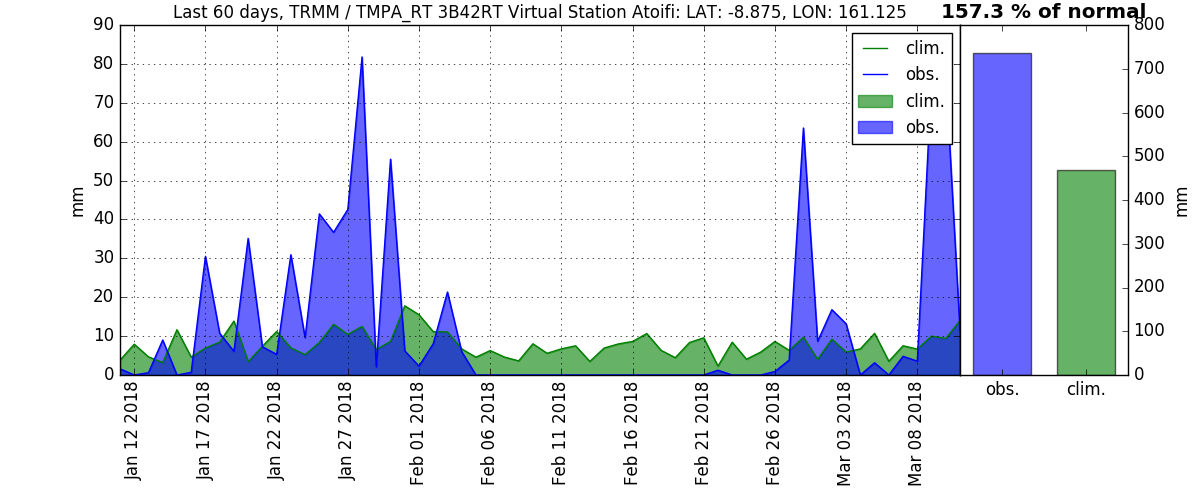 Last 60 days, TRMM / TMPA_RT 3B42RT Virtual Station Atoifi: LAT: -8.875, LON: 161.125
157.3 % of normal
90
80
70
60
50
40
30
20
10
0
mm
clim.
obs.
clim.
obs.
800
700
600
500
400
300
200
100
0
mm
Jan 12 2018
Jan 17 2018
Jan 22 2018
Jan 27 2018
Feb 01 2018
Feb 06 2018
Feb 11 2018
Feb 16 2018
Feb 21 2018
Feb 26 2018
Mar 03 2018
Mar 08 2018
obs.
clim.